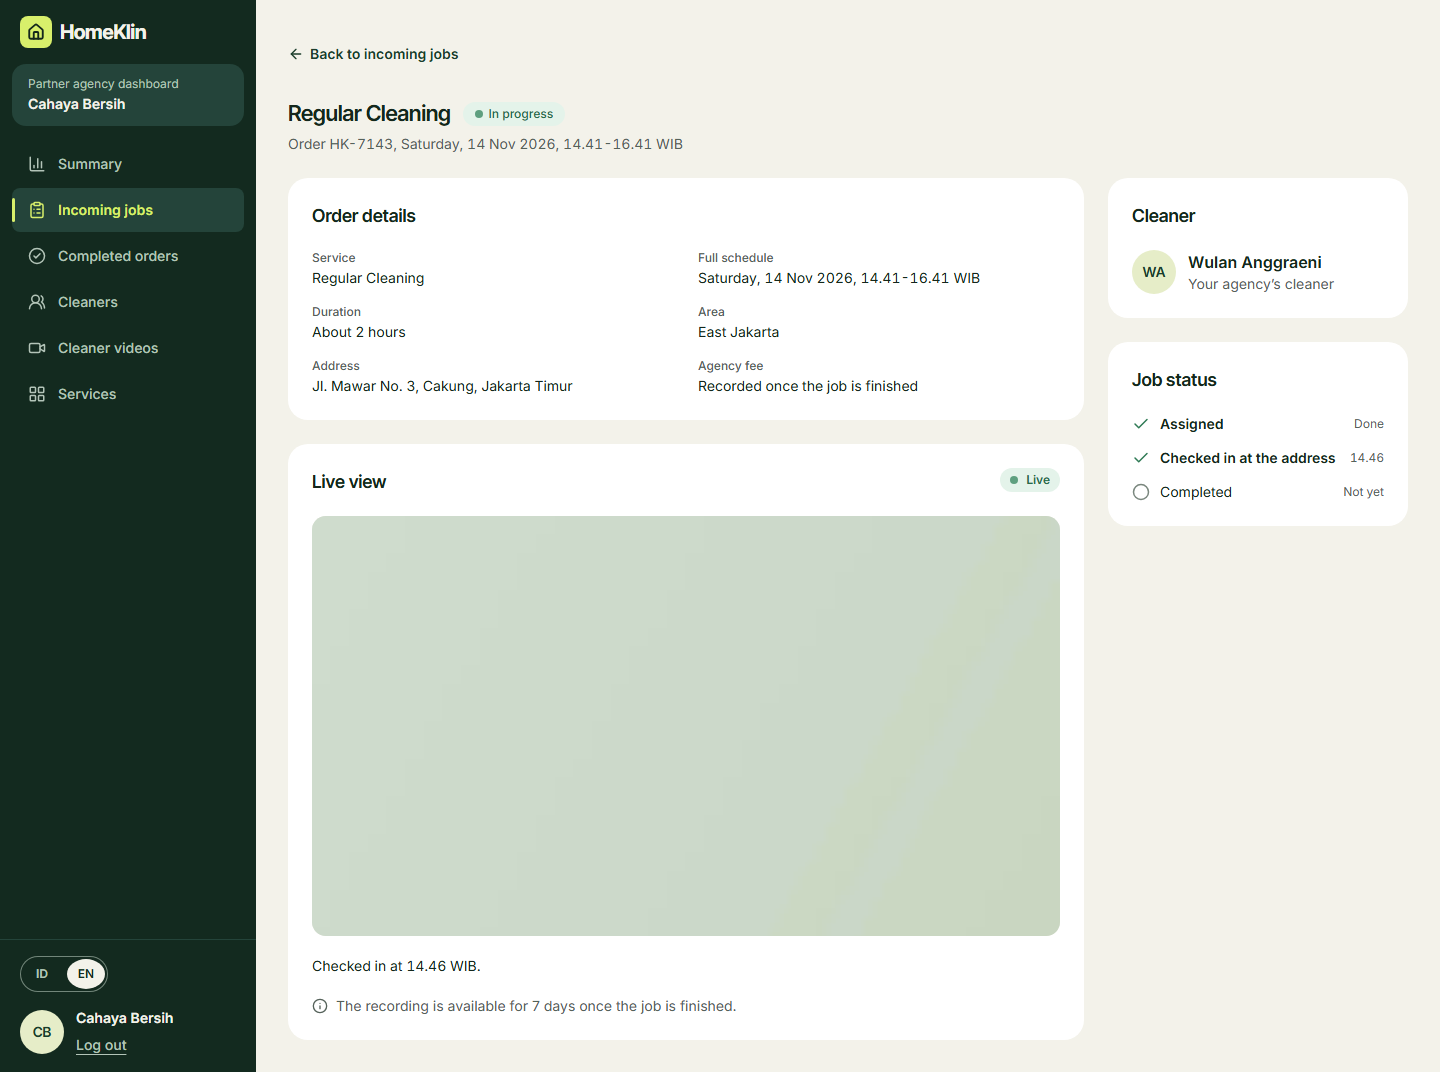 HomeKlin
Partner agency dashboard
Cahaya Bersih
Summary
Incoming jobs
Completed orders
Cleaners
Cleaner videos
Services
ID
EN
CB
Cahaya Bersih
Log out
Back to incoming jobs
Regular Cleaning
In progress
Order HK-7143, Saturday, 14 Nov 2026, 14.41-16.41 WIB
Order details
Service
Regular Cleaning
Full schedule
Saturday, 14 Nov 2026, 14.41-16.41 WIB
Duration
About 2 hours
Area
East Jakarta
Address
Jl. Mawar No. 3, Cakung, Jakarta Timur
Agency fee
Recorded once the job is finished
Live view
Live
Checked in at 14.46 WIB.
The recording is available for 7 days once the job is finished.
Cleaner
WA
Wulan Anggraeni
Your agency’s cleaner
Job status
Assigned
Done
Checked in at the address
14.46
Completed
Not yet